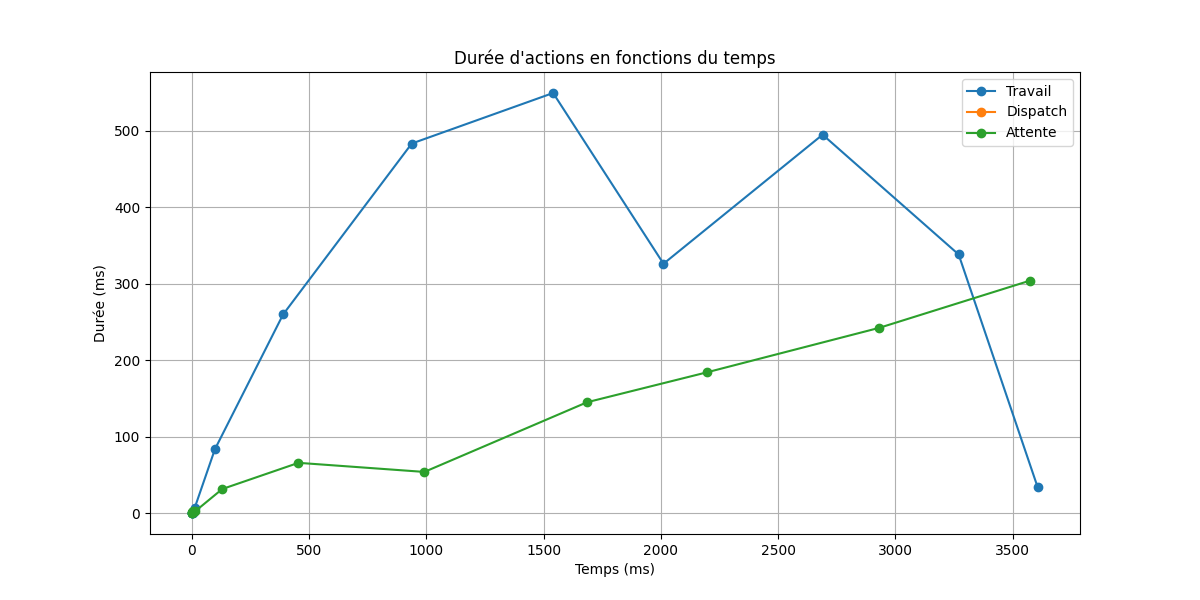 Durée d'actions en fonctions du temps
Travail
Dispatch
Attente
Durée (ms)
500
400
300
200
100
0
0 500 1000 1500 2000 2500 3000 3500
Temps (ms)